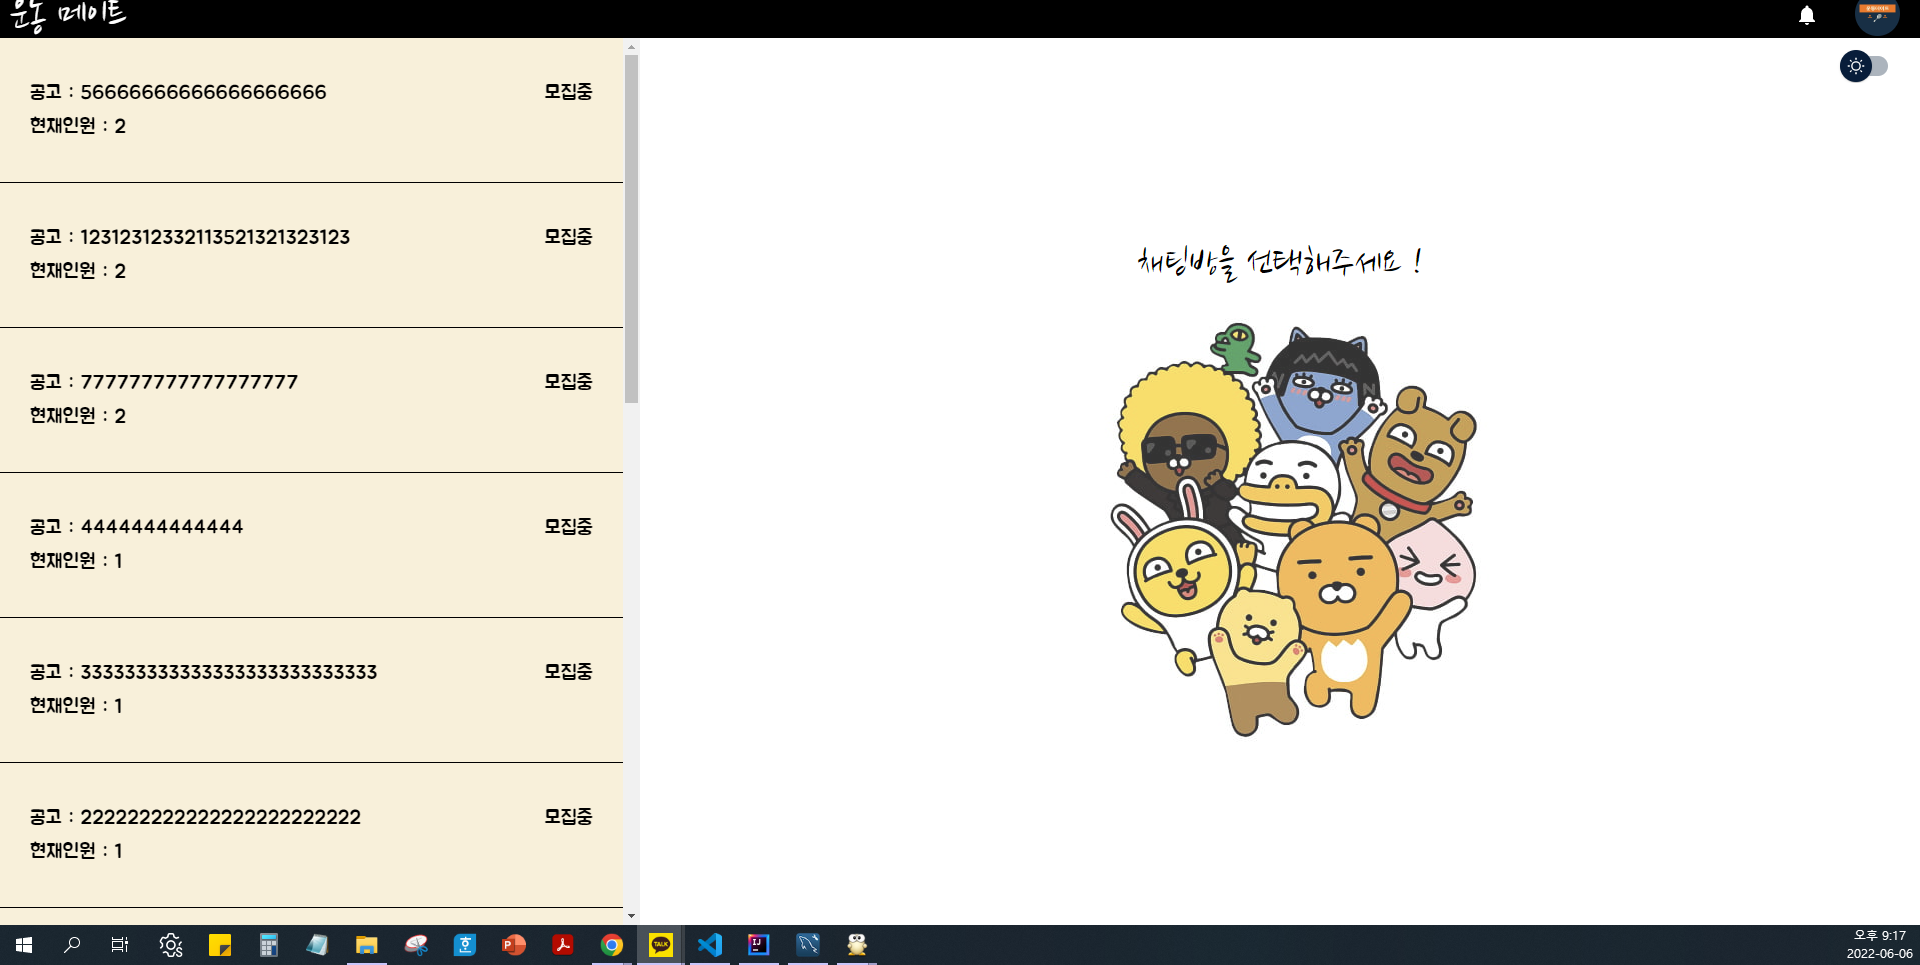 운동 메이트
공고 : 566666666666666666666
모집중
현재인원 : 2
공고 : 12312312332113521321323123
모집중
현재인원 : 2
공고 : 777777777777777777
모집중
현재인원 : 2
공고 : 4444444444444
모집중
현재인원 : 1
공고 : 333333333333333333333333333
모집중
현재인원 : 1
공고 : 222222222222222222222222
모집중
현재인원 : 1
채팅방을 선택해주세요 !
TALK
IJ
오후 9:17
2022-06-06